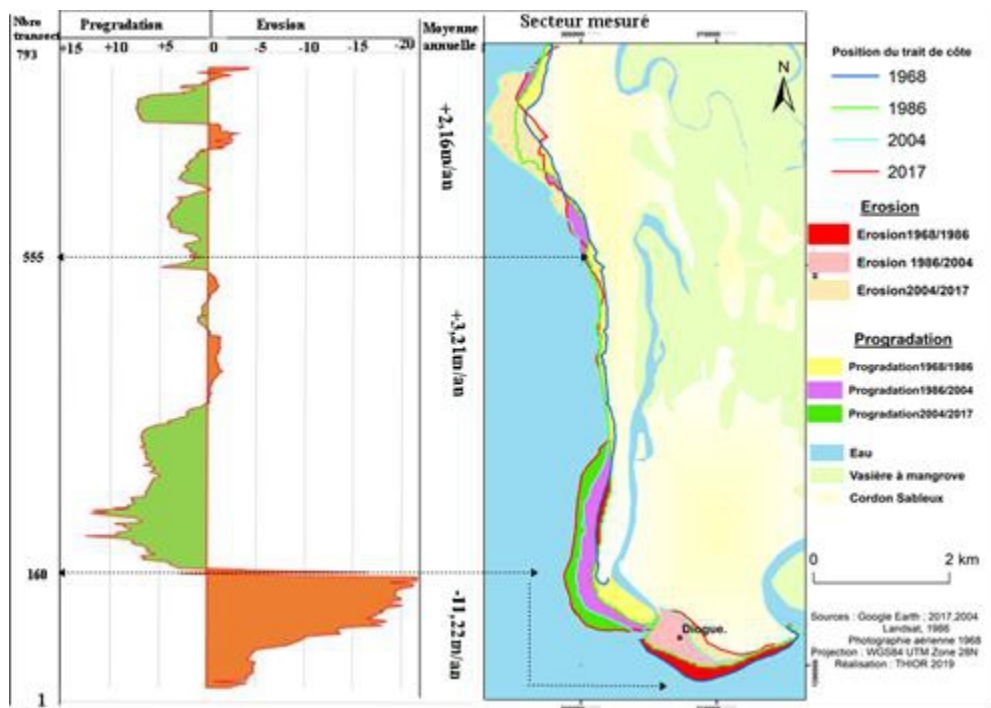 Nbre
transect
793
Progradation
Erosion
+15
+10
+5
0
-5
-10
-15
-20
Moyenne
annuelle
+2,16m/an
555
+3,21m/an
160
-11,22m/an
1
Secteur mesuré
N
Diogue.
Position du trait de côte
1968
1986
2004
2017
Erosion
Erosion1968/1986
Erosion 1986/2004
Erosion2004/2017
Progradation
Progradation1968/1986
Progradation1986/2004
Progradation2004/2017
Eau
Vasière à mangrove
Cordon Sableux
0
2 km
Sources : Google Earth ; 2017,2004
Landsat, 1986
Photographie aérienne 1968
Projection : WGS84 UTM Zone 28N
Réalisation : THIOR 2019